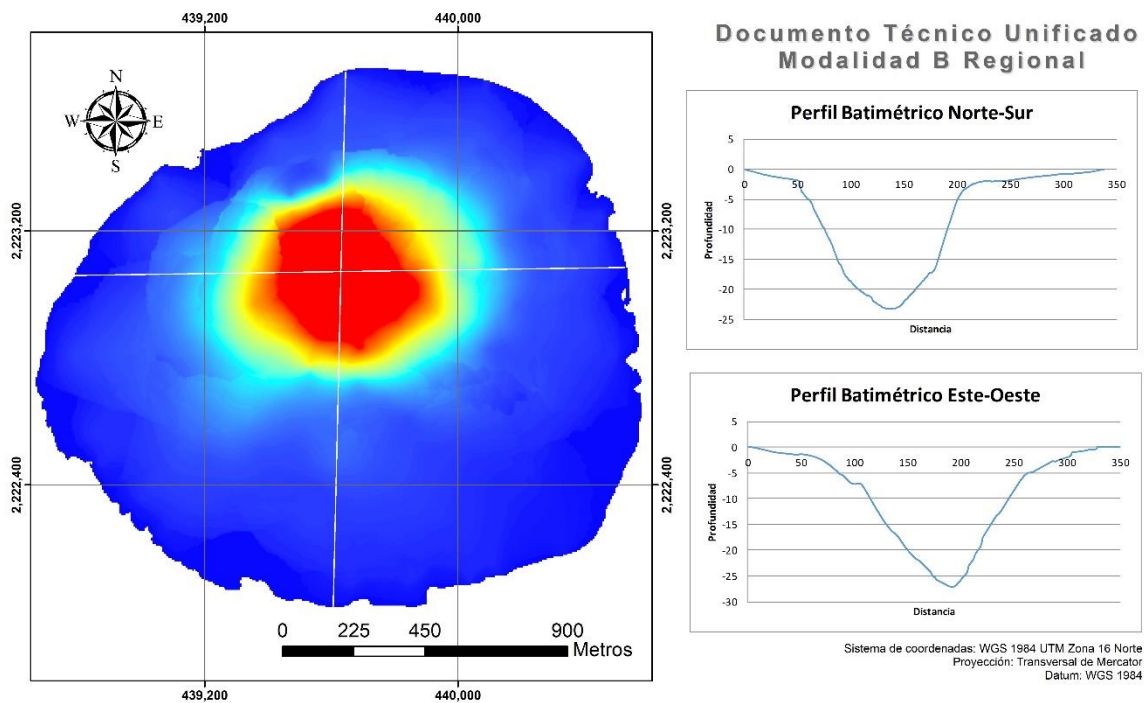 439,200
440,000
Documento Técnico Unificado
Modalidad B Regional
N
W
E
S
2,223,200
2,223,200
2,222,400
2,222,400
0
225
450
900
Metros
439,200
440,000
Perfil Batimétrico Norte-Sur
5
0
-5
-10
-15
-20
-25
0
50
100
150
200
250
300
350
Profundidad
Distancia
Perfil Batimétrico Este-Oeste
5
0
-5
-10
-15
-20
-25
-30
0
50
100
150
200
250
300
350
Profundidad
Distancia
Sistema de coordenadas: WGS 1984 UTM Zona 16 Norte
Proyección: Transversal de Mercator
Datum: WGS 1984